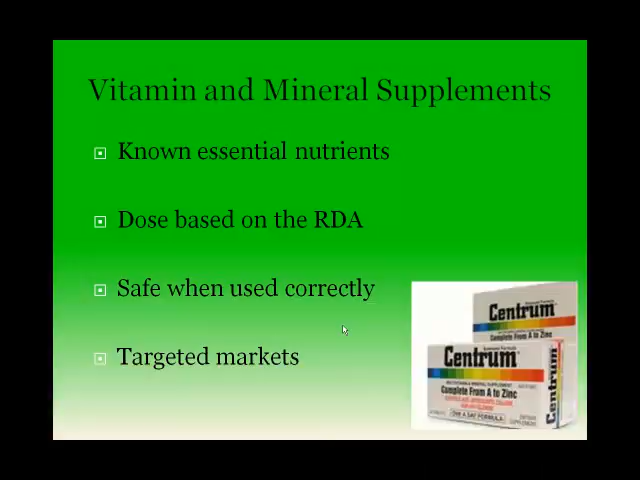 Vitamin and Mineral Supplements
Known essential nutrients
Dose based on the RDA
Safe when used correctly
Targeted markets
Centrum
Complete From A to Zinc
Centrum
Complete From A to Zinc
Centrum